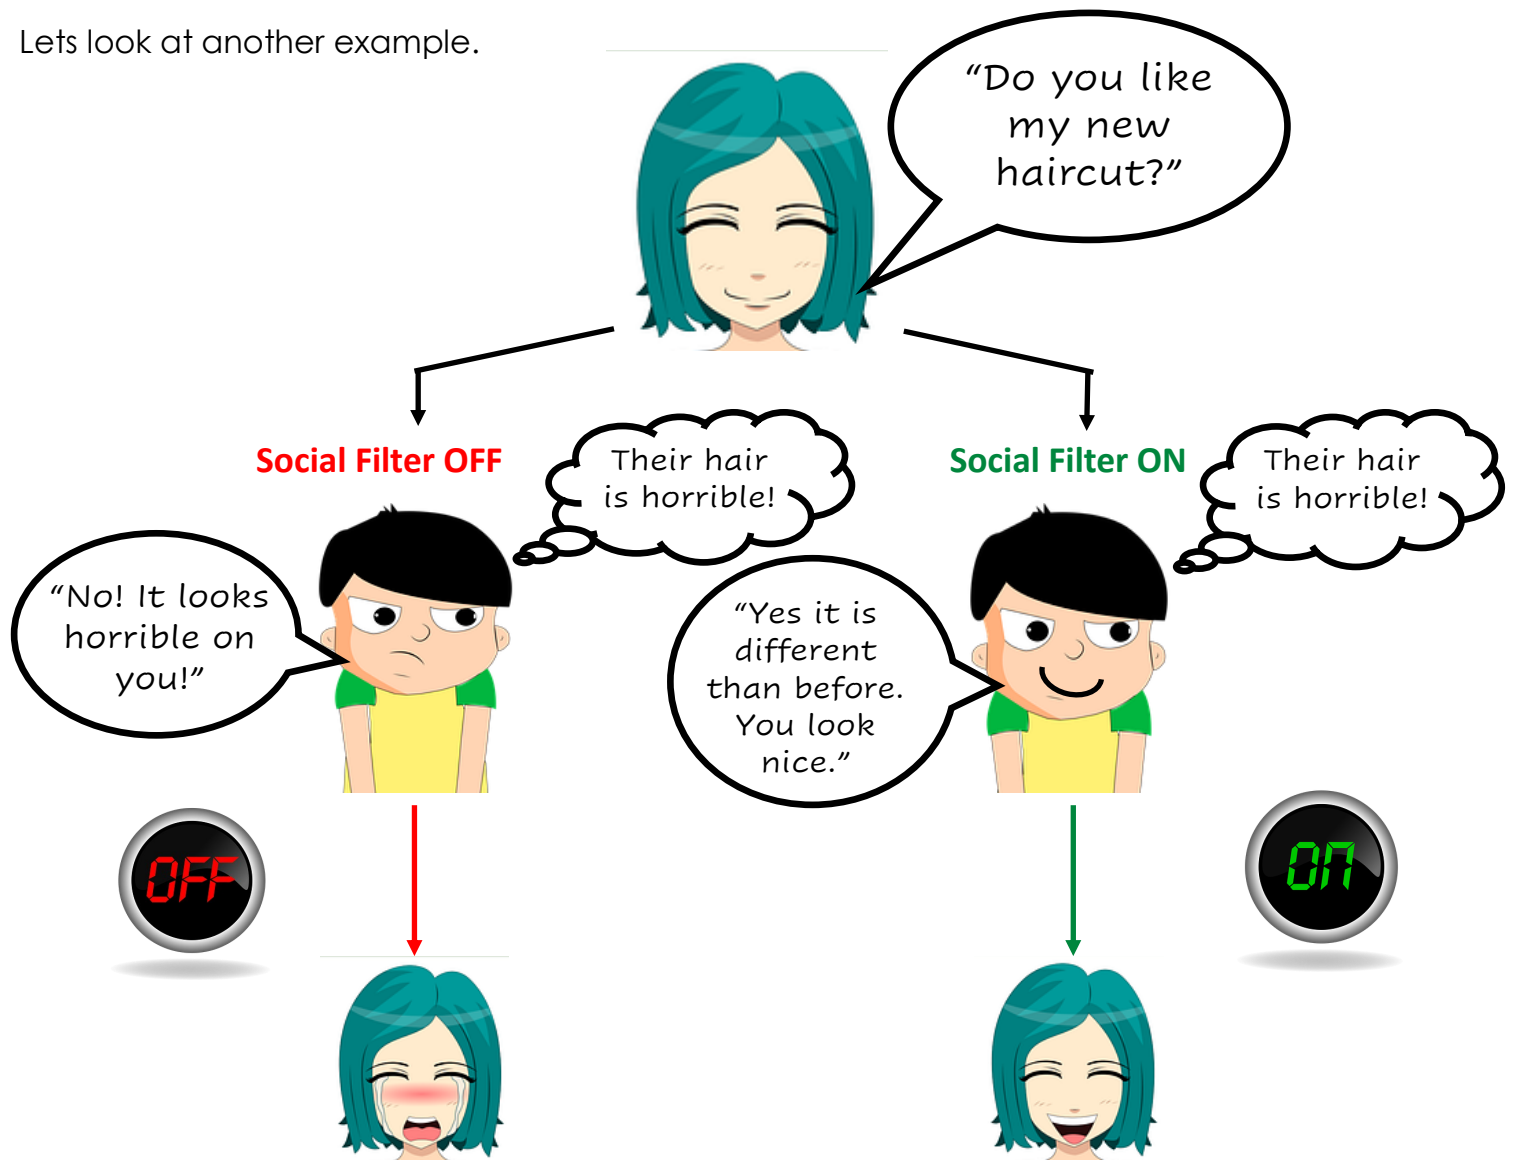 Lets look at another example.
“Do you like
my new
haircut?”
Social Filter OFF
Their hair
is horrible!
“No! It looks
horrible on
you!”
Social Filter ON
Their hair
is horrible!
“Yes it is
different
than before.
You look
nice.”
OFF
ON